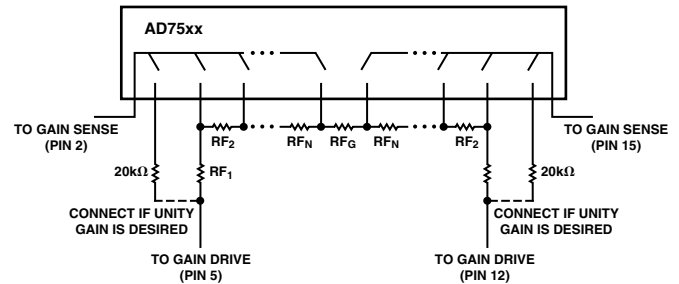 AD75xx
TO GAIN SENSE
(PIN 2)
TO GAIN SENSE
(PIN 15)
RF2
RFN
RFG
RFN
RF2
20kΩ
RF1
20kΩ
CONNECT IF UNITY
GAIN IS DESIRED
CONNECT IF UNITY
GAIN IS DESIRED
TO GAIN DRIVE
(PIN 5)
TO GAIN DRIVE
(PIN 12)